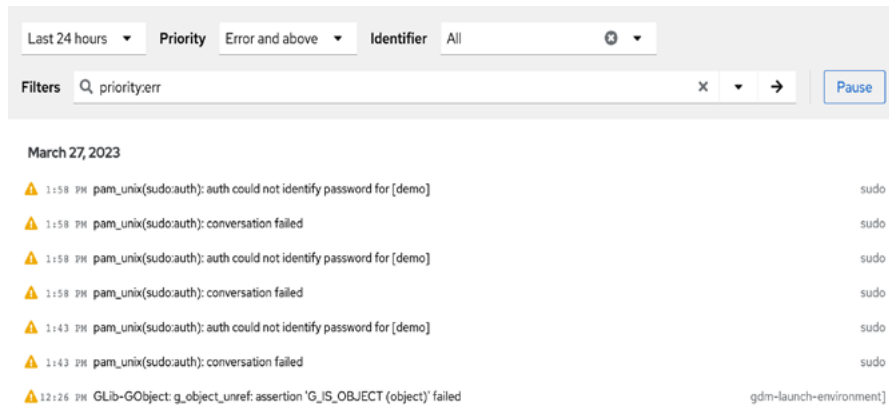 Last 24 hours Priority Error and above Identifier All
Filters priority:err Pause
March 27, 2023
1:58 PM pam_unix(sudo:auth): auth could not identify password for [demo] sudo
1:58 PM pam_unix(sudo:auth): conversation failed sudo
1:58 PM pam_unix(sudo:auth): auth could not identify password for [demo] sudo
1:58 PM pam_unix(sudo:auth): conversation failed sudo
1:43 PM pam_unix(sudo:auth): auth could not identify password for [demo] sudo
1:43 PM pam_unix(sudo:auth): conversation failed sudo
12:26 PM GLib-GObject: g_object_unref: assertion 'G_IS_OBJECT (object)' failed gdm-launch-environment]